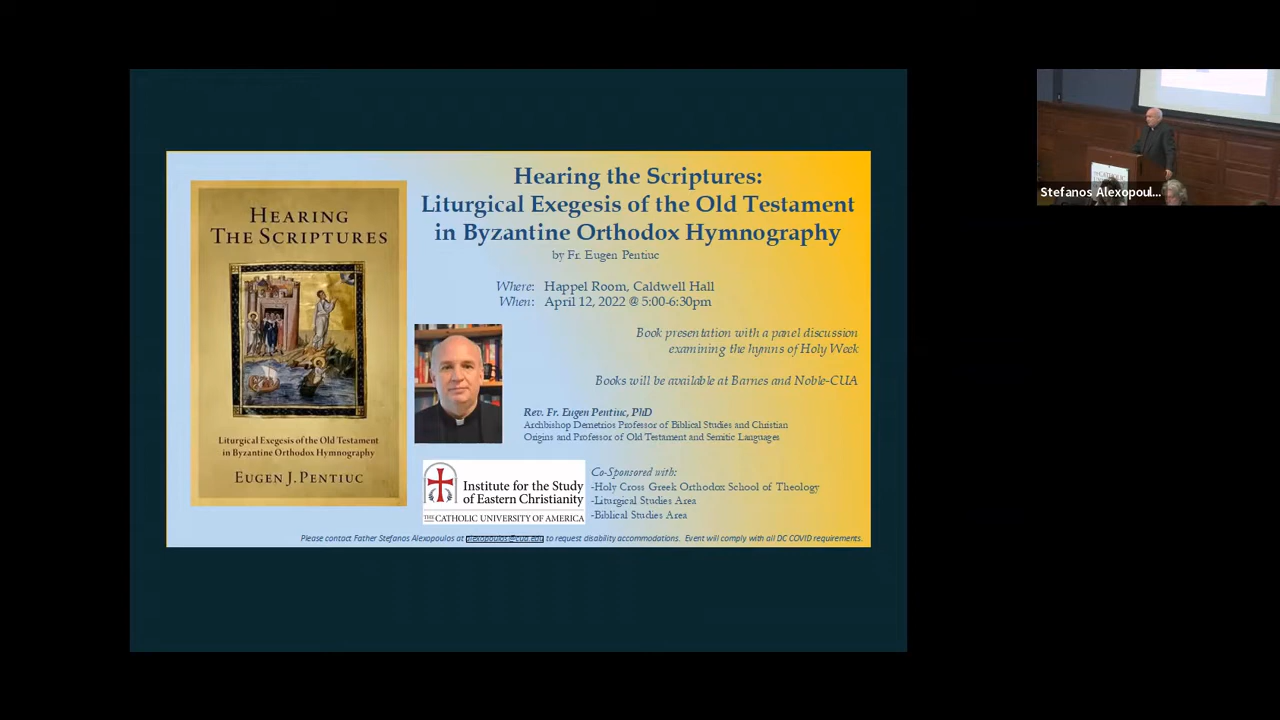 Hearing the Scriptures:
Liturgical Exegesis of the Old Testament
in Byzantine Orthodox Hymnography
by Fr. Eugen Pentiuc
HEARING
THE SCRIPTURES
Liturgical Exegesis of the Old Testament
in Byzantine Orthodox Hymnography
EUGEN J. PENTIUC
Where: Happel Room, Caldwell Hall
When: April 12, 2022 @ 5:00-6:30pm
Book presentation with a panel discussion
examining the hymns of Holy Week
Books will be available at Barnes and Noble-CUA
Rev. Fr. Eugen Pentiuc, PhD
Archbishop Demetrios Professor of Biblical Studies and Christian
Origins and Professor of Old Testament and Semitic Languages
Institute for the Study
of Eastern Christianity
THE CATHOLIC UNIVERSITY OF AMERICA
Co-Sponsored with:
-Holy Cross Greek Orthodox School of Theology
-Liturgical Studies Area
-Biblical Studies Area
Please contact Father Stefanos Alexopoulos at alexopoulos@cua.edu to request disability accommodations. Event will comply with all DC COVID requirements.
Stefanos Alexopoul...